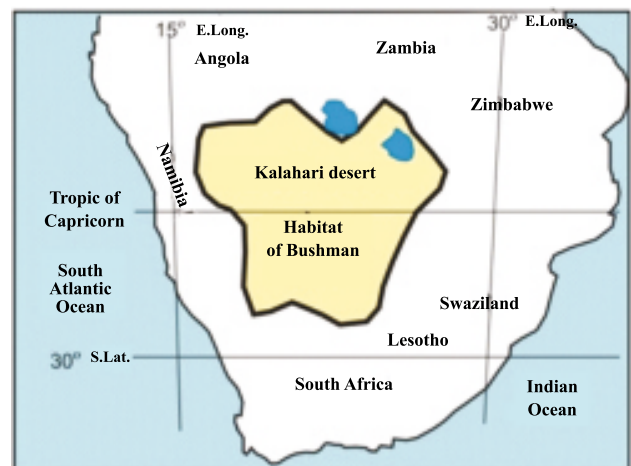 15° E.Long.
30° E.Long.
Angola
Zambia
Zimbabwe
Namibia
Kalahari desert
Tropic of
Capricorn
Habitat
of Bushman
South
Atlantic
Ocean
Swaziland
Lesotho
30° S.Lat.
South Africa
Indian
Ocean